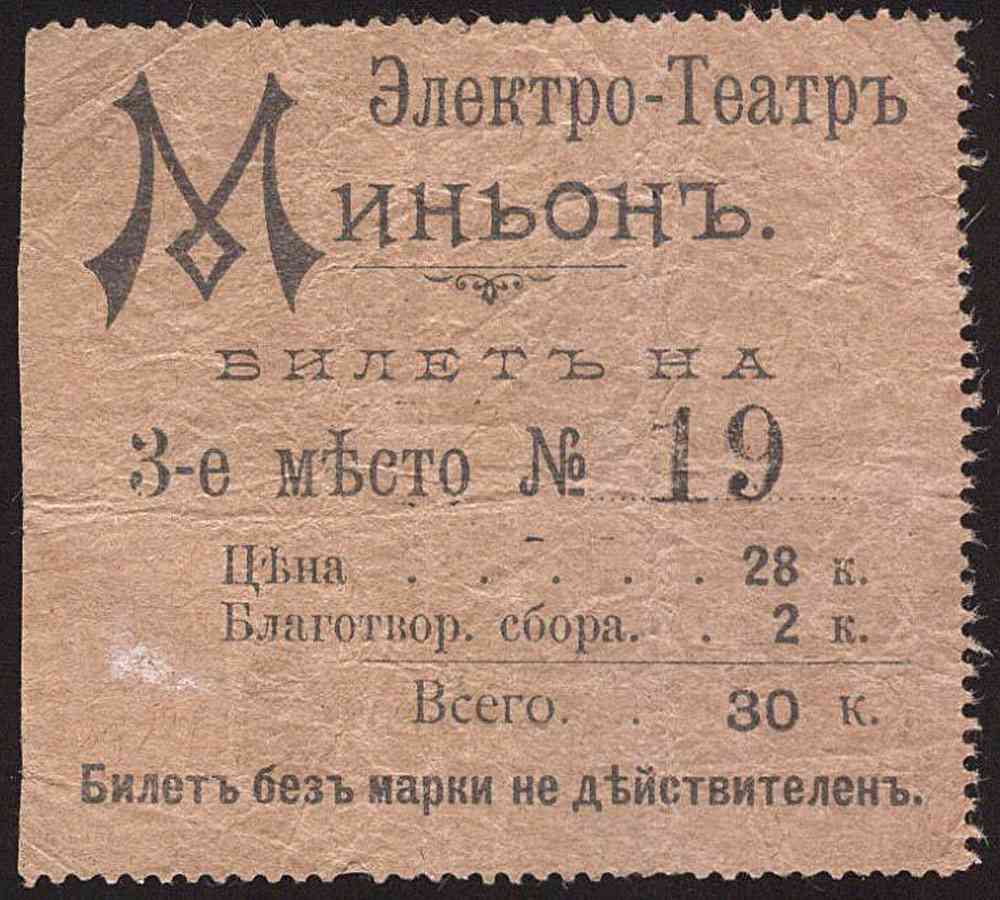 Электро-Театръ
Миньонъ.
БИЛЕТЪ НА
3-е мѣсто № 19
Цѣна . . . . . 28 к.
Благотвор. сбора. . 2 к.
Всего. . 30 к.
Билетъ безъ марки не дѣйствителенъ.